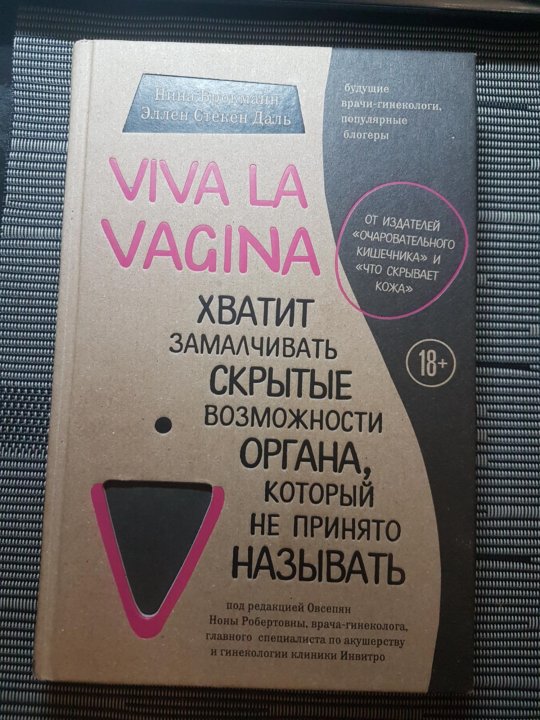 Нина Брокманн
Эллен Стёкен Даль
будущие
врачи-гинекологи,
популярные
блогеры
VIVA LA
VAGINA
ОТ ИЗДАТЕЛЕЙ
«ОЧАРОВАТЕЛЬНОГО
КИШЕЧНИКА» И
«ЧТО СКРЫВАЕТ
КОЖА»
ХВАТИТ
ЗАМАЛЧИВАТЬ
СКРЫТЫЕ
ВОЗМОЖНОСТИ
ОРГАНА,
КОТОРЫЙ
НЕ ПРИНЯТО
НАЗЫВАТЬ
18+
под редакцией Овсепян
Ноны Робертовны, врача-гинеколога,
главного специалиста по акушерству
и гинекологии клиники Инвитро